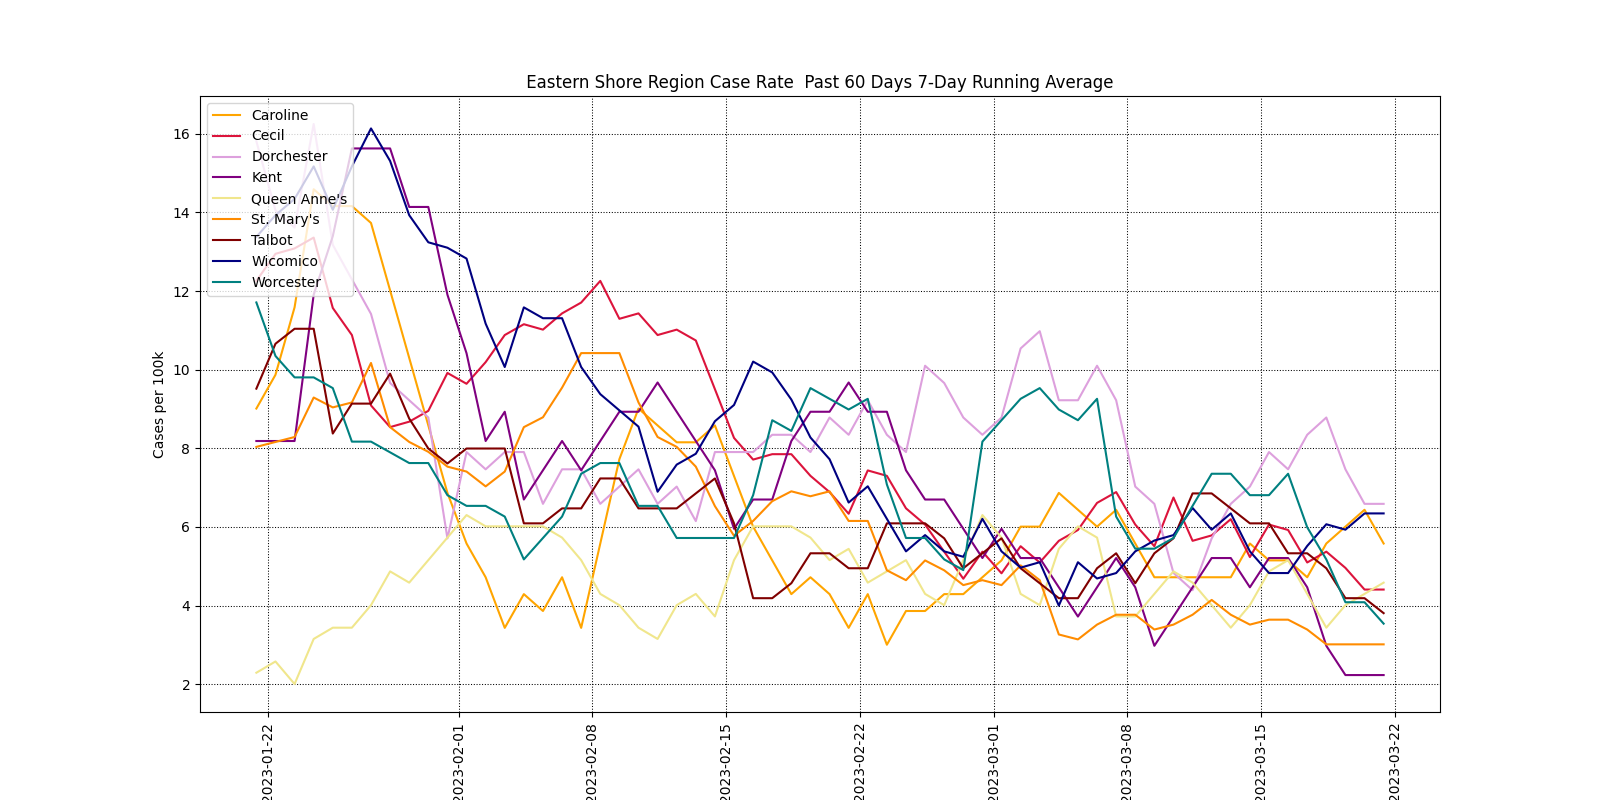 Eastern Shore Region Case Rate  Past 60 Days 7-Day Running Average
Caroline
Cecil
Dorchester
Kent
Queen Anne's
St. Mary's
Talbot
Wicomico
Worcester
Cases per 100k
16
14
12
10
8
6
4
2
2023-01-22
2023-02-01
2023-02-08
2023-02-15
2023-02-22
2023-03-01
2023-03-08
2023-03-15
2023-03-22